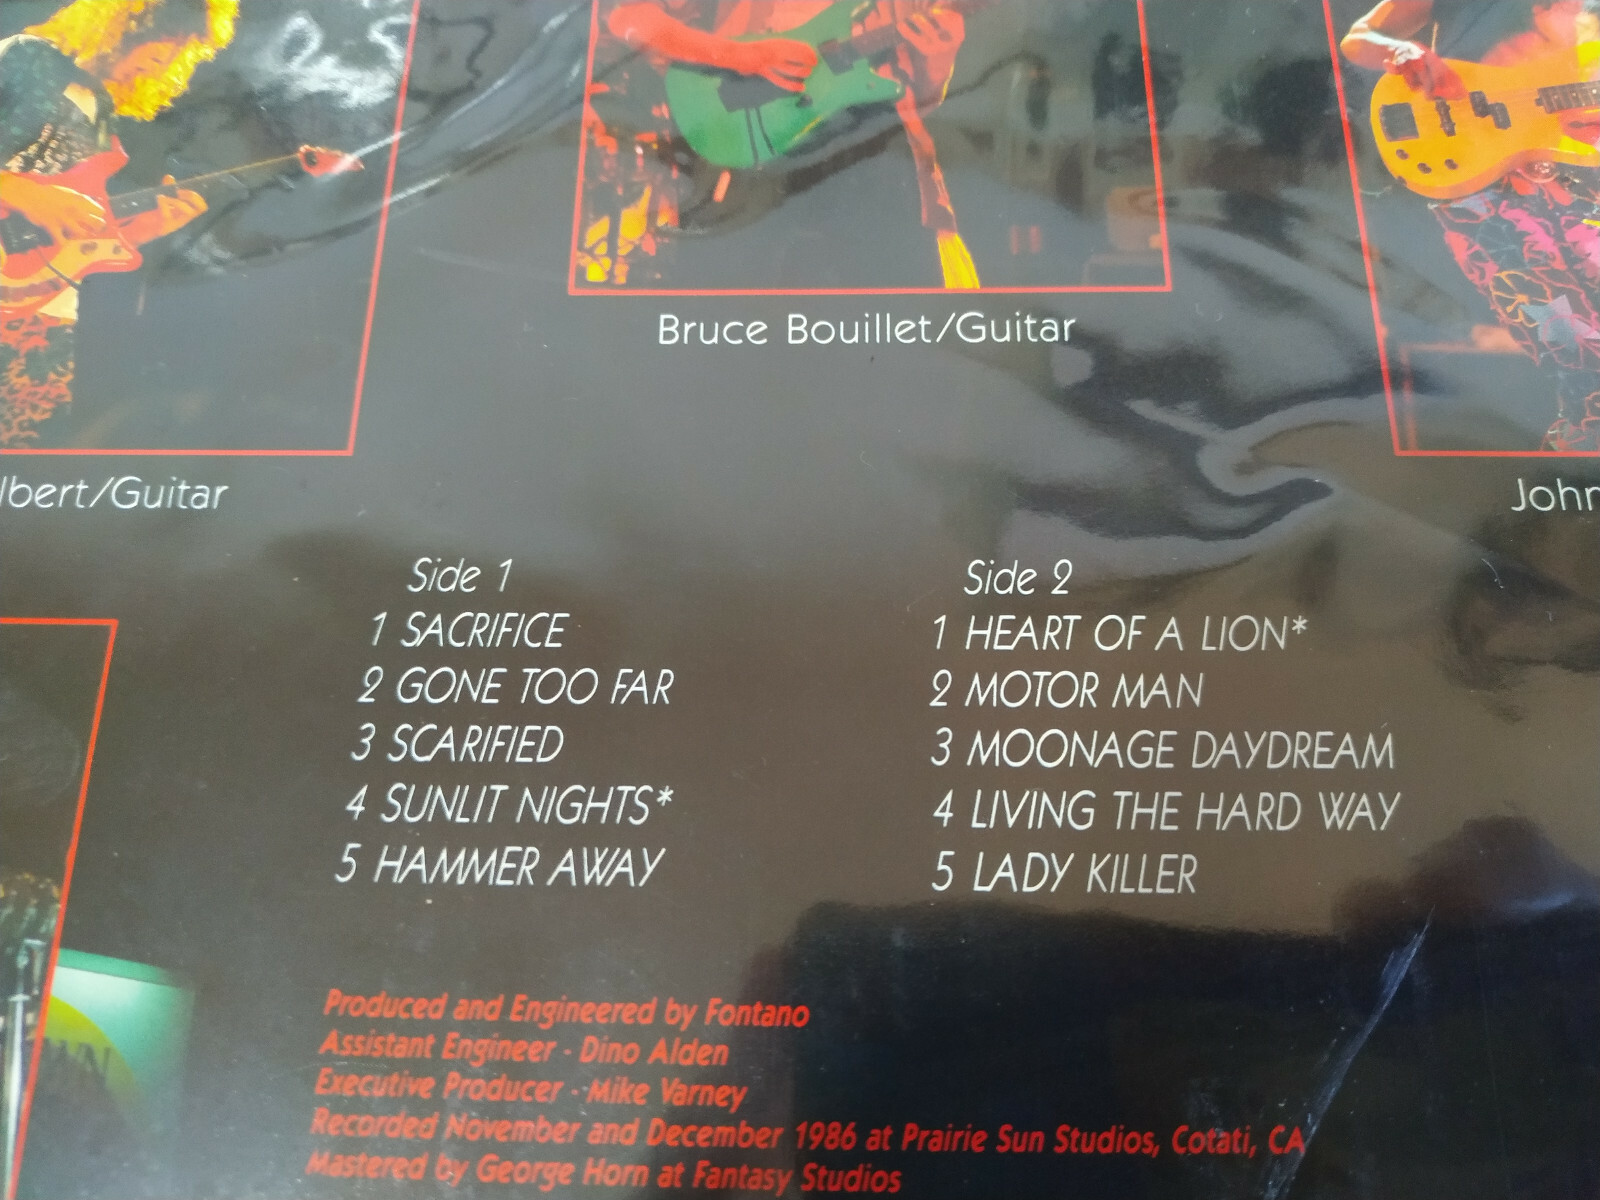 Bruce Bouillet/Guitar
lbert/Guitar
John
Side 1
1 SACRIFICE
2 GONE TOO FAR
3 SCARIFIED
4 SUNLIT NIGHTS*
5 HAMMER AWAY
Side 2
1 HEART OF A LION*
2 MOTOR MAN
3 MOONAGE DAYDREAM
4 LIVING THE HARD WAY
5 LADY KILLER
Produced and Engineered by Fontano
Assistant Engineer - Dino Alden
Executive Producer - Mike Varney
Recorded November and December 1986 at Prairie Sun Studios, Cotati, CA
Mastered by George Horn at Fantasy Studios